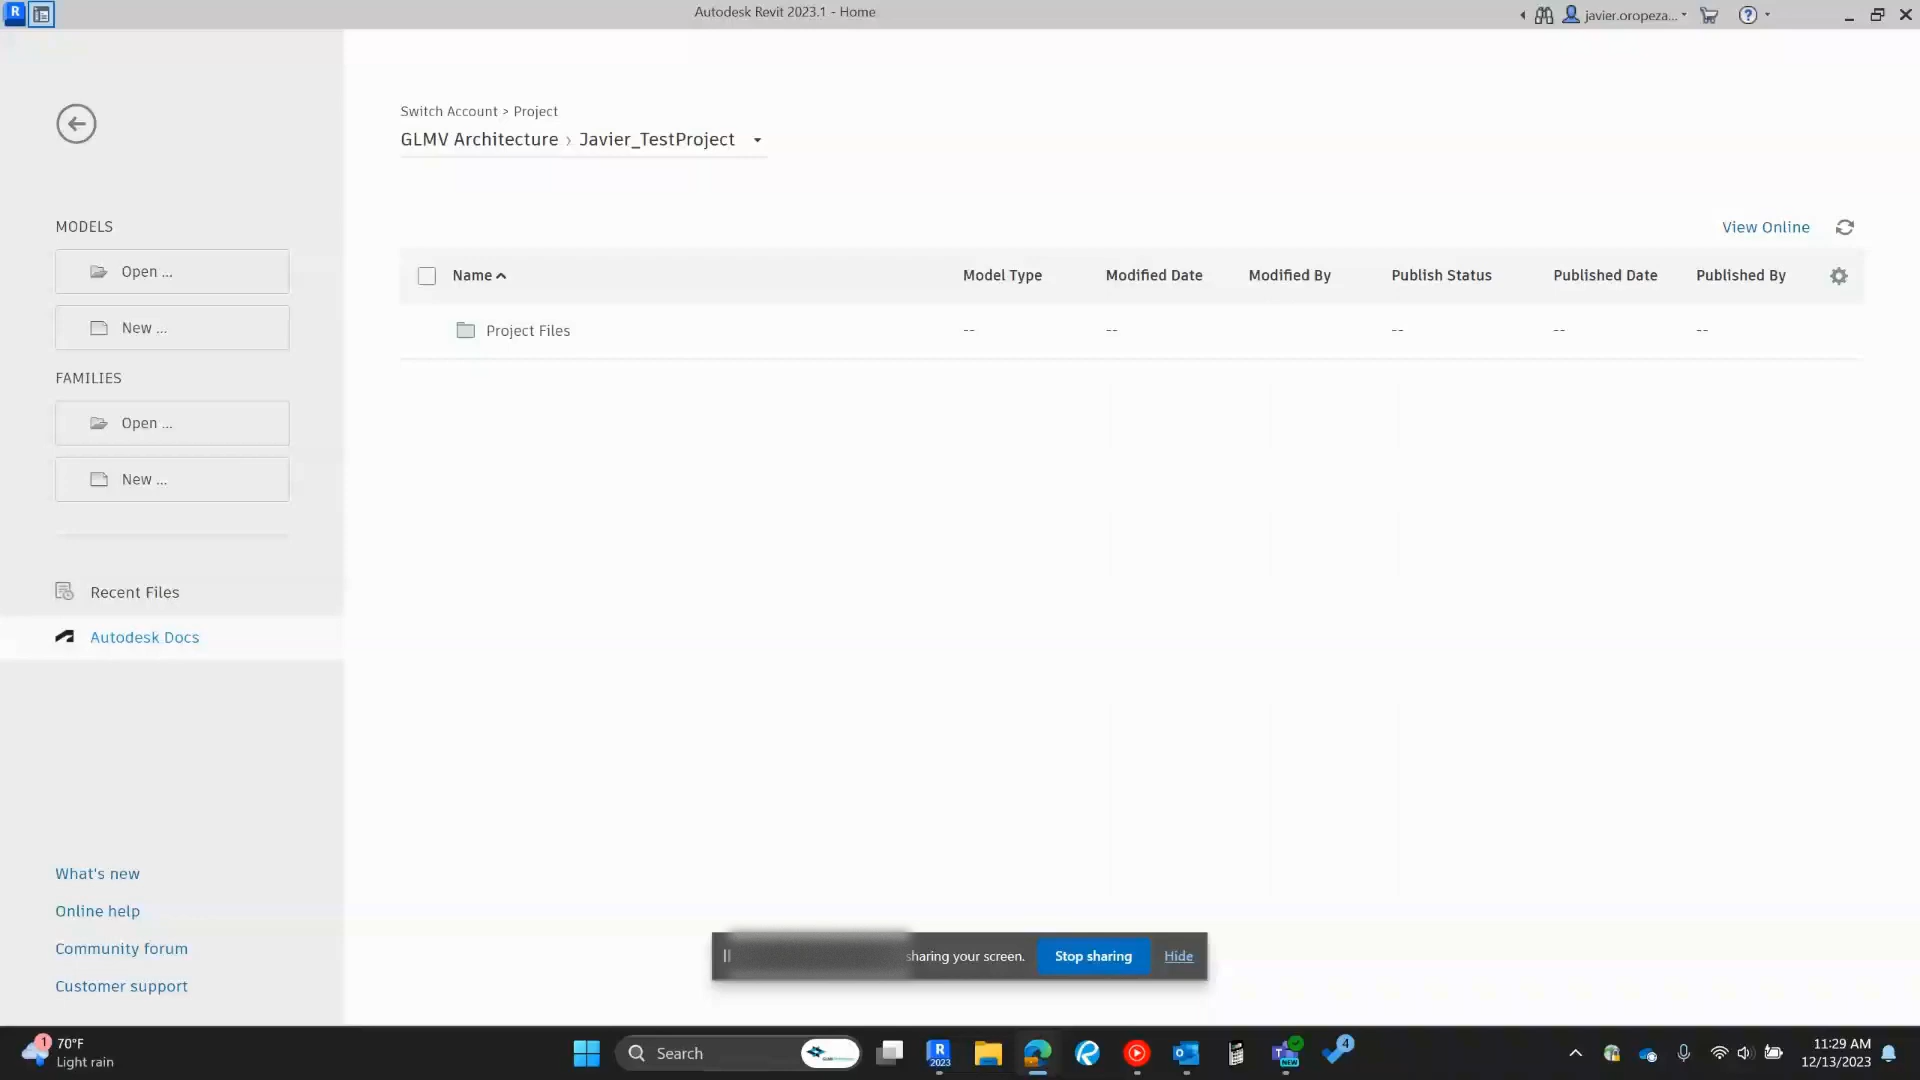 R
Autodesk Revit 2023.1 - Home
javier.oropeza...
Switch Account > Project
GLMV Architecture › Javier_TestProject
MODELS
Open ...
New ...
FAMILIES
Open ...
New ...
Recent Files
Autodesk Docs
What's new
Online help
Community forum
Customer support
View Online
Name Model Type Modified Date Modified By Publish Status Published Date Published By
Project Files -- -- -- -- --
sharing your screen. Stop sharing Hide
1
70°F
Light rain
Search
R
2023
NEW
4
11:29 AM
12/13/2023